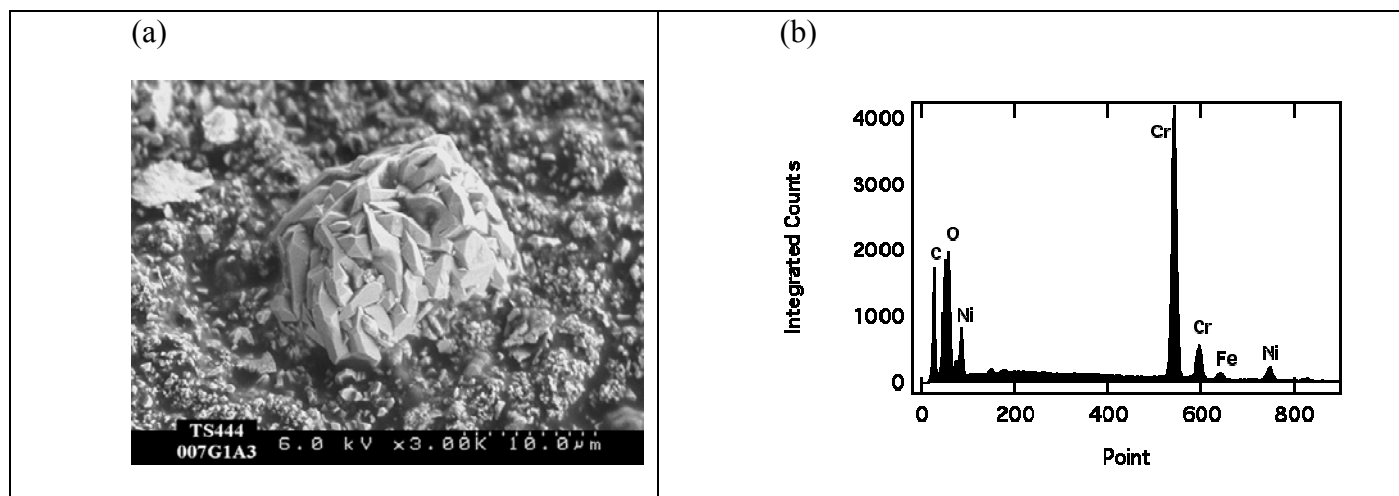 (a)
TS444
007G1A3
6.0 kV x3.00K 10.0µm
(b)
Integrated Counts
4000
3000
2000
1000
0
C
O
Ni
Cr
Cr
Fe
Ni
0 200 400 600 800
Point